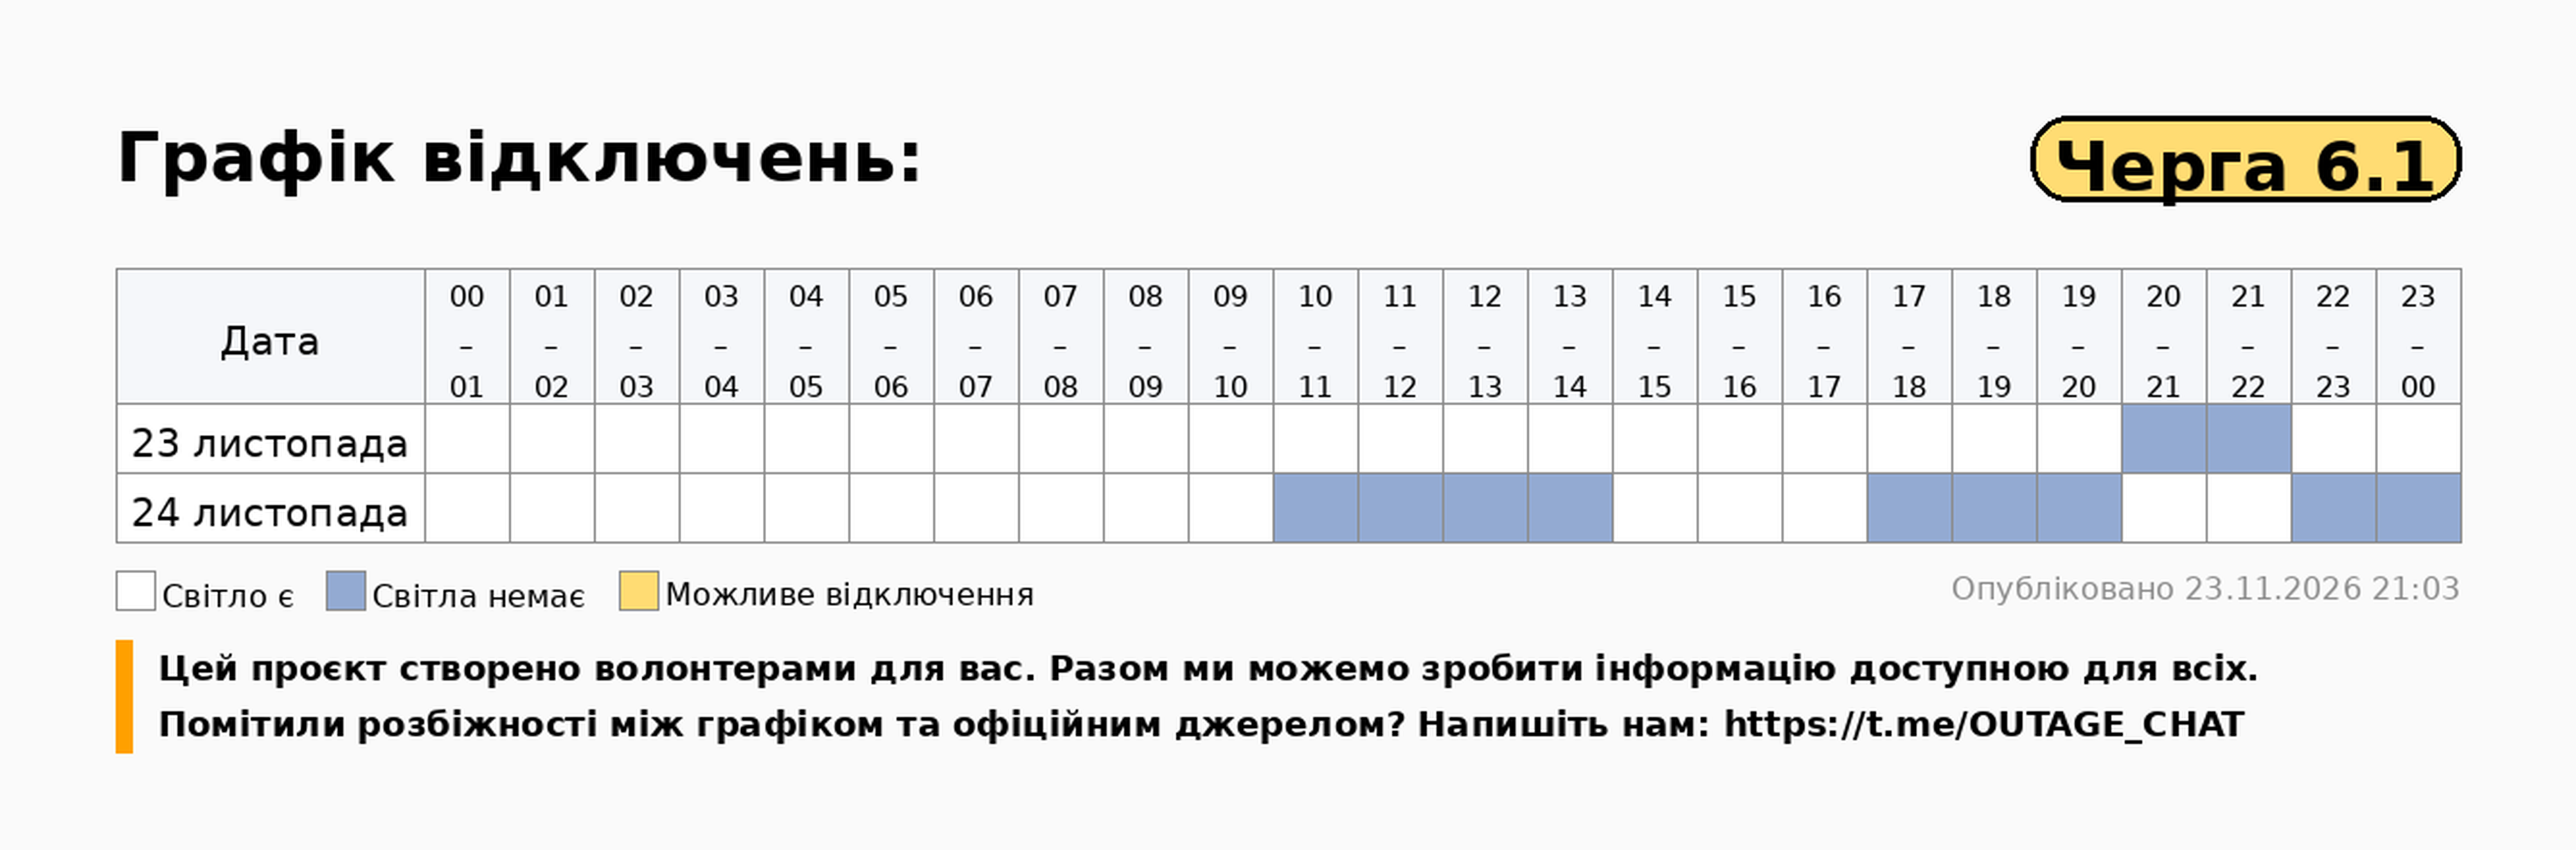 Графік відключень:
Черга 6.1
Дата 00 – 01 01 – 02 02 – 03 03 – 04 04 – 05 05 – 06 06 – 07 07 – 08 08 – 09 09 – 10 10 – 11 11 – 12 12 – 13 13 – 14 14 – 15 15 – 16 16 – 17 17 – 18 18 – 19 19 – 20 20 – 21 21 – 22 22 – 23 23 – 00
23 листопада
24 листопада
Світло є Світла немає Можливе відключення
Опубліковано 23.11.2026 21:03
Цей проєкт створено волонтерами для вас. Разом ми можемо зробити інформацію доступною для всіх.
Помітили розбіжності між графіком та офіційним джерелом? Напишіть нам: https://t.me/OUTAGE_CHAT